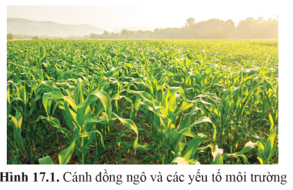 Hình 17.1. Cánh đồng ngô và các yếu tố môi trường